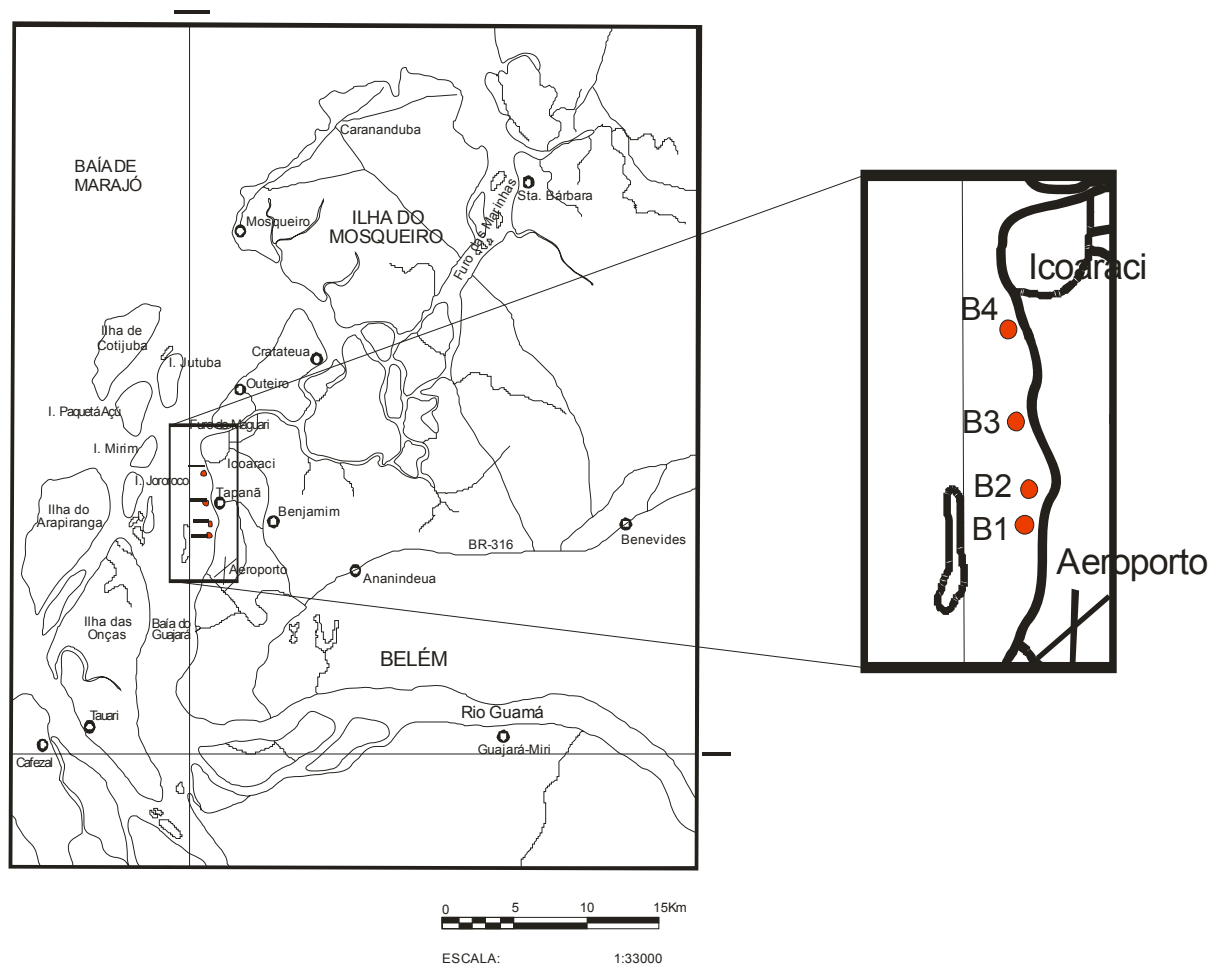 Carananduba
BAÍA DE
MARAJÓ
Furo das Marinhas
Sta. Bárbara
Mosqueiro
ILHA DO
MOSQUEIRO
Icoaraci
B4
B3
B2
B1
Aeroporto
Ilha de
Cotijuba
I. Jutuba
Cratateua
Outeiro
I. Paquetá Açú
Furo do Maguari
I. Mirim
Icoaraci
I. Jororoco
Tapanã
Ilha do
Arapiranga
Benjamim
Benevides
BR-316
Aeroporto
Ananindeua
Ilha das
Onças
Baía do
Guajará
BELÉM
Tauari
Rio Guamá
Guajará-Miri
Cafezal
0 5 10 15Km
ESCALA: 1:33000